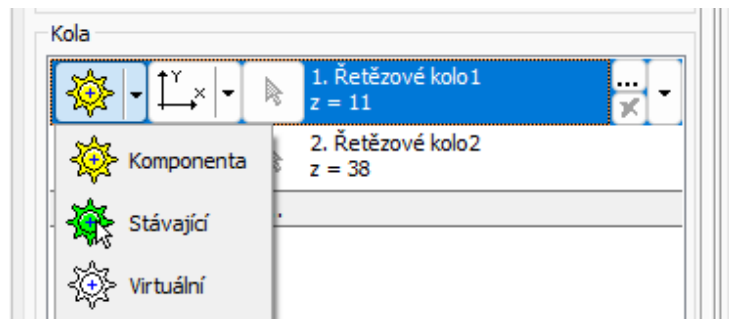 Kola
1. Řetězové kolo1
z = 11
...
2. Řetězové kolo2
z = 38
Komponenta
Stávající
Virtuální